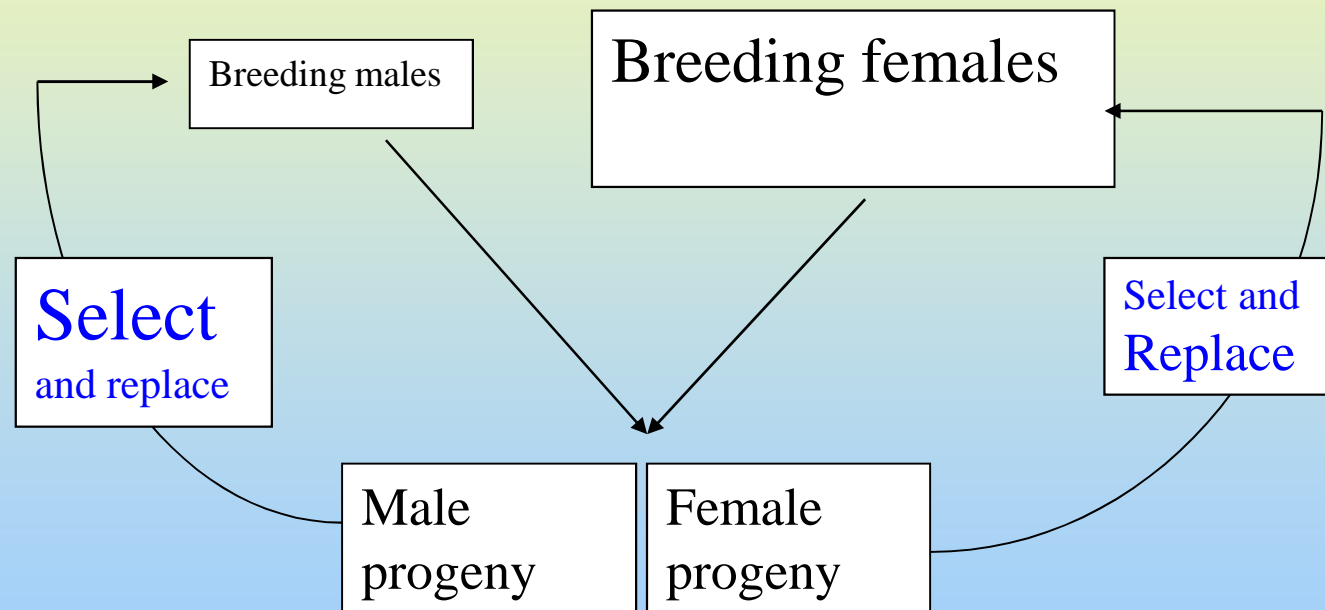 Breeding males
Breeding females
Select
and replace
Select and
Replace
Male
progeny
Female
progeny